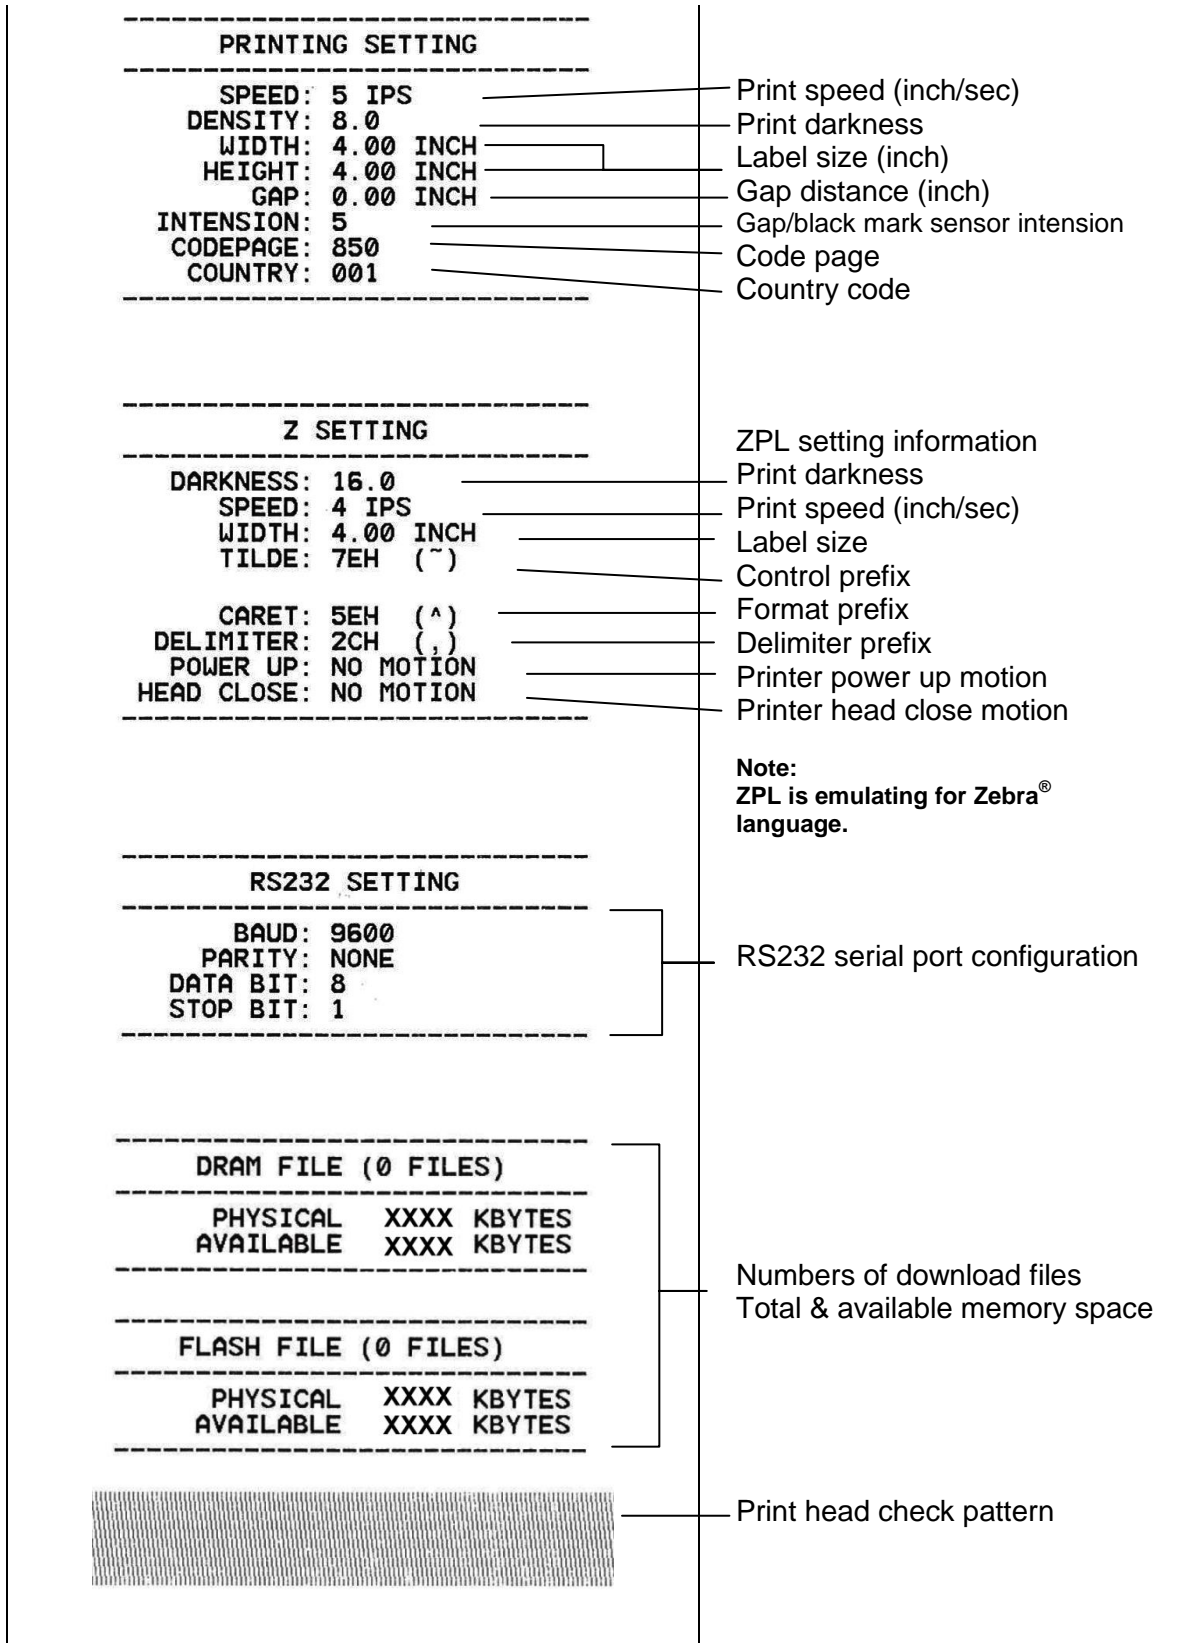 PRINTING SETTING
SPEED: 5 IPS
Print speed (inch/sec)
DENSITY: 8.0
Print darkness
WIDTH: 4.00 INCH
HEIGHT: 4.00 INCH
Label size (inch)
GAP: 0.00 INCH
Gap distance (inch)
INTENSION: 5
Gap/black mark sensor intension
CODEPAGE: 850
Code page
COUNTRY: 001
Country code
Z SETTING
ZPL setting information
DARKNESS: 16.0
Print darkness
SPEED: 4 IPS
Print speed (inch/sec)
WIDTH: 4.00 INCH
Label size
TILDE: 7EH (~)
Control prefix
CARET: 5EH (^)
Format prefix
DELIMITER: 2CH (,)
Delimiter prefix
POWER UP: NO MOTION
Printer power up motion
HEAD CLOSE: NO MOTION
Printer head close motion
Note:
ZPL is emulating for Zebra®
language.
RS232 SETTING
BAUD: 9600
PARITY: NONE
DATA BIT: 8
STOP BIT: 1
RS232 serial port configuration
DRAM FILE (0 FILES)
PHYSICAL XXXX KBYTES
AVAILABLE XXXX KBYTES
FLASH FILE (0 FILES)
PHYSICAL XXXX KBYTES
AVAILABLE XXXX KBYTES
Numbers of download files
Total & available memory space
Print head check pattern